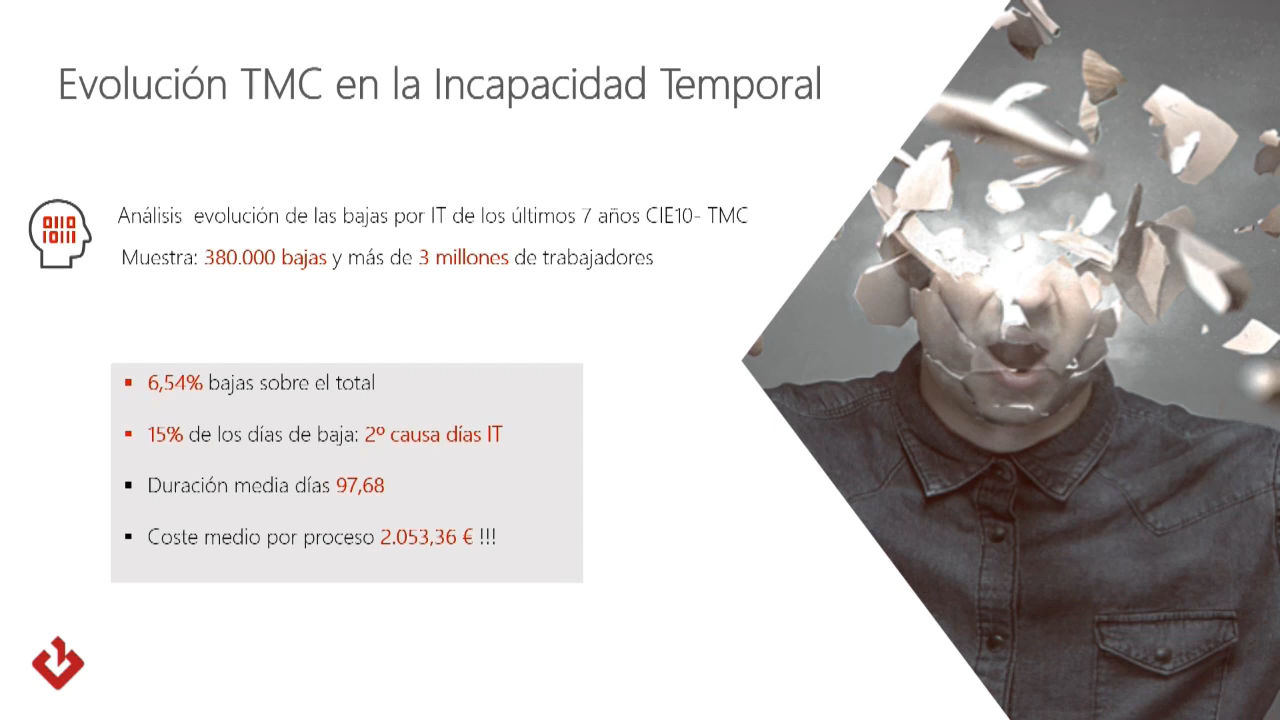 Evolución TMC en la Incapacidad Temporal
0110
10111
Análisis evolución de las bajas por IT de los últimos 7 años CIE10- TMC
Muestra: 380.000 bajas y más de 3 millones de trabajadores
▪ 6,54% bajas sobre el total
▪ 15% de los días de baja: 2º causa días IT
▪ Duración media días 97,68
▪ Coste medio por proceso 2.053,36 € !!!